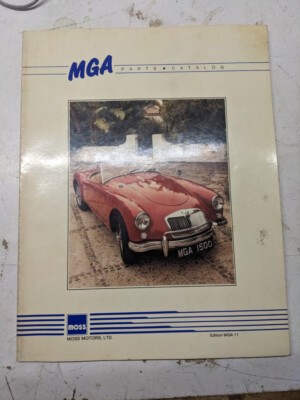 MGA PARTS • CATALOG
MGA 1500
MOSS
MOSS MOTORS, LTD.
Edition MGA-11